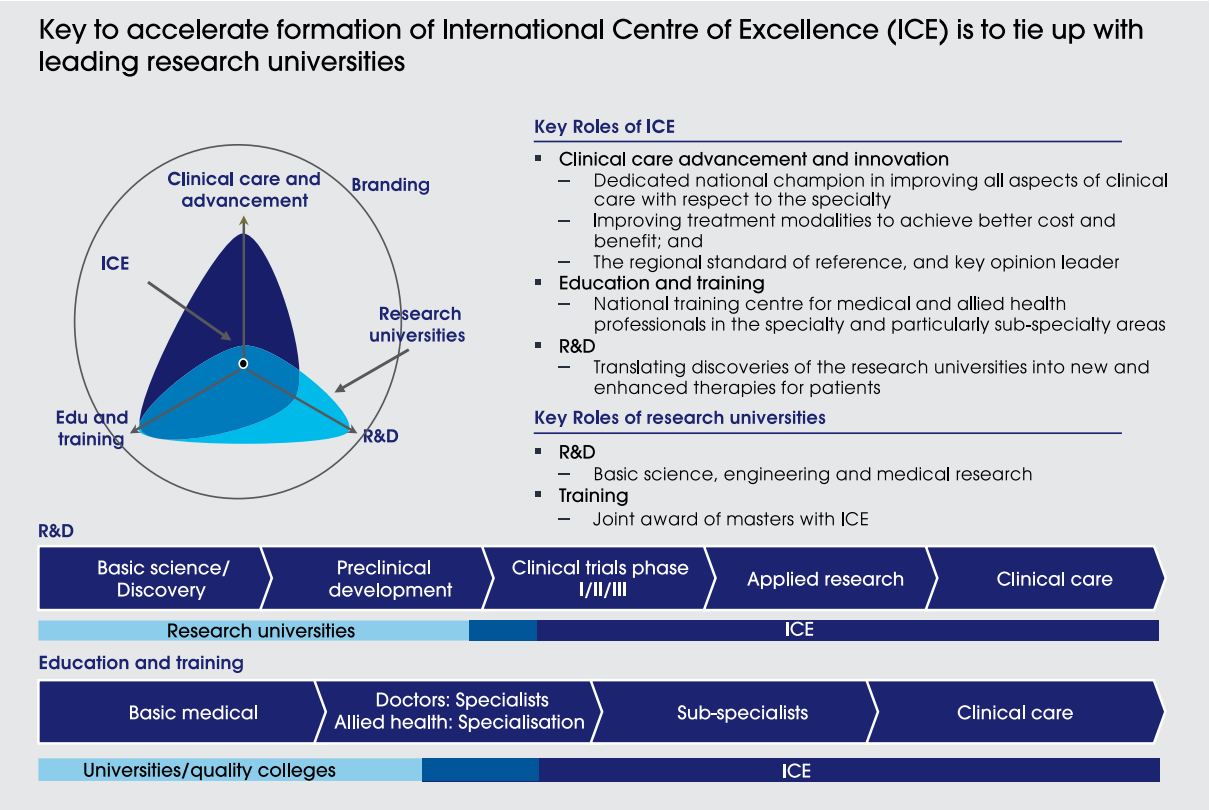 Key to accelerate formation of International Centre of Excellence (ICE) is to tie up with
leading research universities
Clinical care and
advancement
Branding
ICE
Research
universities
Edu and
training
R&D
Key Roles of ICE
▪ Clinical care advancement and innovation
– Dedicated national champion in improving all aspects of clinical
care with respect to the specialty
– Improving treatment modalities to achieve better cost and
benefit; and
– The regional standard of reference, and key opinion leader
▪ Education and training
– National training centre for medical and allied health
professionals in the specialty and particularly sub-specialty areas
▪ R&D
– Translating discoveries of the research universities into new and
enhanced therapies for patients
Key Roles of research universities
▪ R&D
– Basic science, engineering and medical research
▪ Training
– Joint award of masters with ICE
R&D
Basic science/
Discovery
Preclinical
development
Clinical trials phase
I/II/III
Applied research
Clinical care
Research universities
ICE
Education and training
Basic medical
Doctors: Specialists
Allied health: Specialisation
Sub-specialists
Clinical care
Universities/quality colleges
ICE